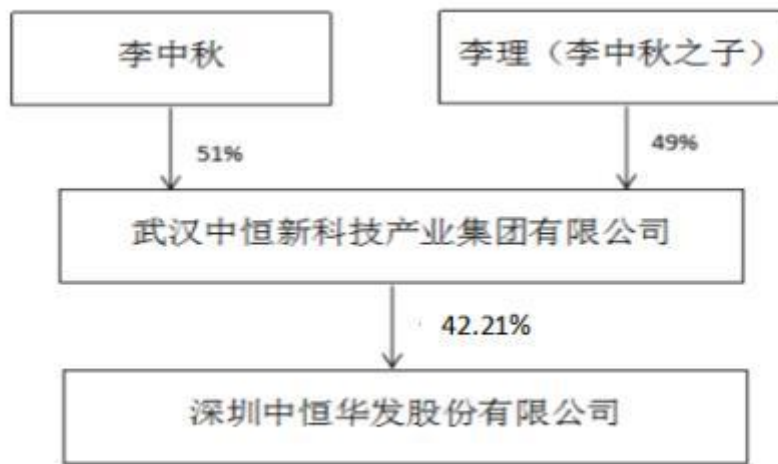 李中秋
李理（李中秋之子）
51%
49%
武汉中恒新科技产业集团有限公司
42.21%
深圳中恒华发股份有限公司